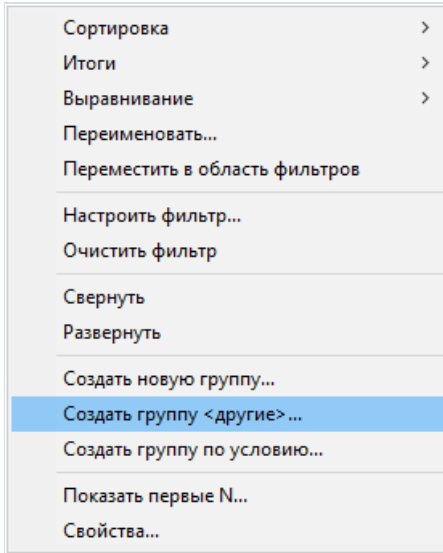 Сортировка
Итоги
Выравнивание
Переименовать...
Переместить в область фильтров
Настроить фильтр...
Очистить фильтр
Свернуть
Развернуть
Создать новую группу...
Создать группу <другие>...
Создать группу по условию...
Показать первые N...
Свойства...